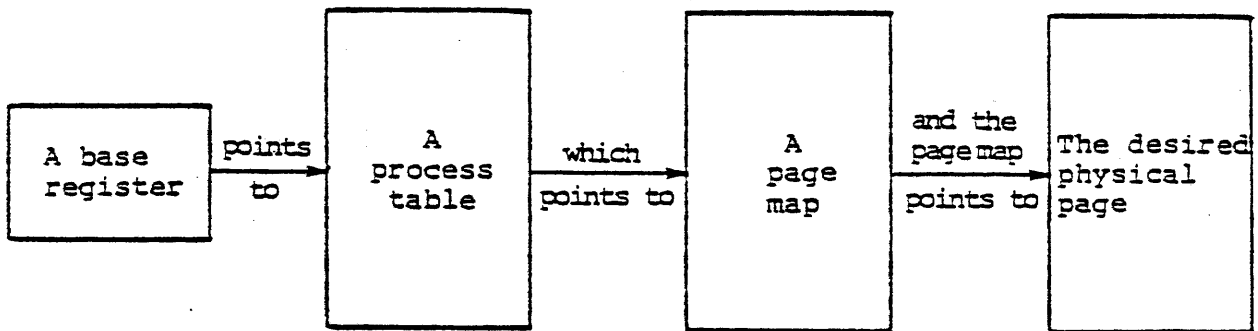 A base
register
points
to
A
process
table
which
points to
A
page
map
and the
page map
points to
The desired
physical
page